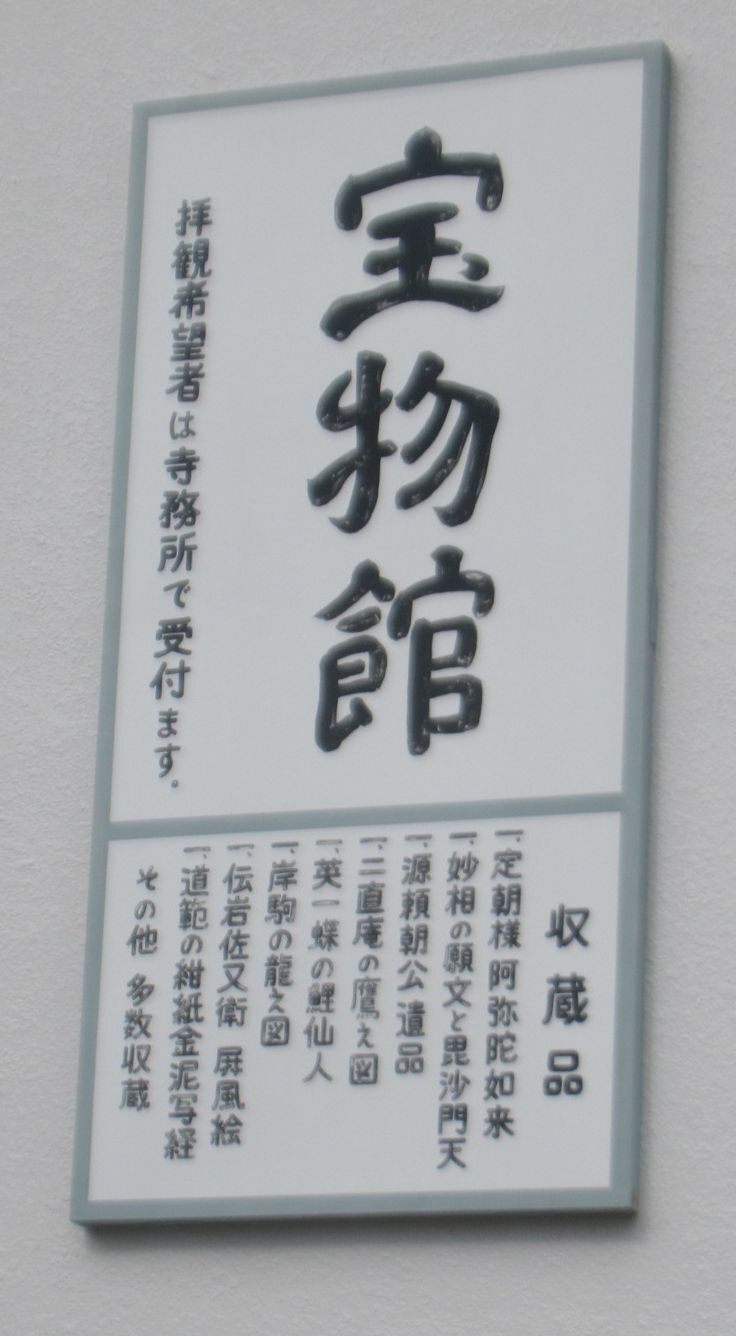 宝物館
拝観希望者は寺務所で受付ます.
収蔵品
一、定朝様阿弥陀如来
一、妙相の願文と毘沙門天
一、源頼朝公遺品
一、二直庵の鷹え図
一、英一蝶の鯉仙人
一、岸駒の龍え図
一、伝岩佐又衛 屏風絵
一、道範の紺紙金泥写経
その他 多数収蔵